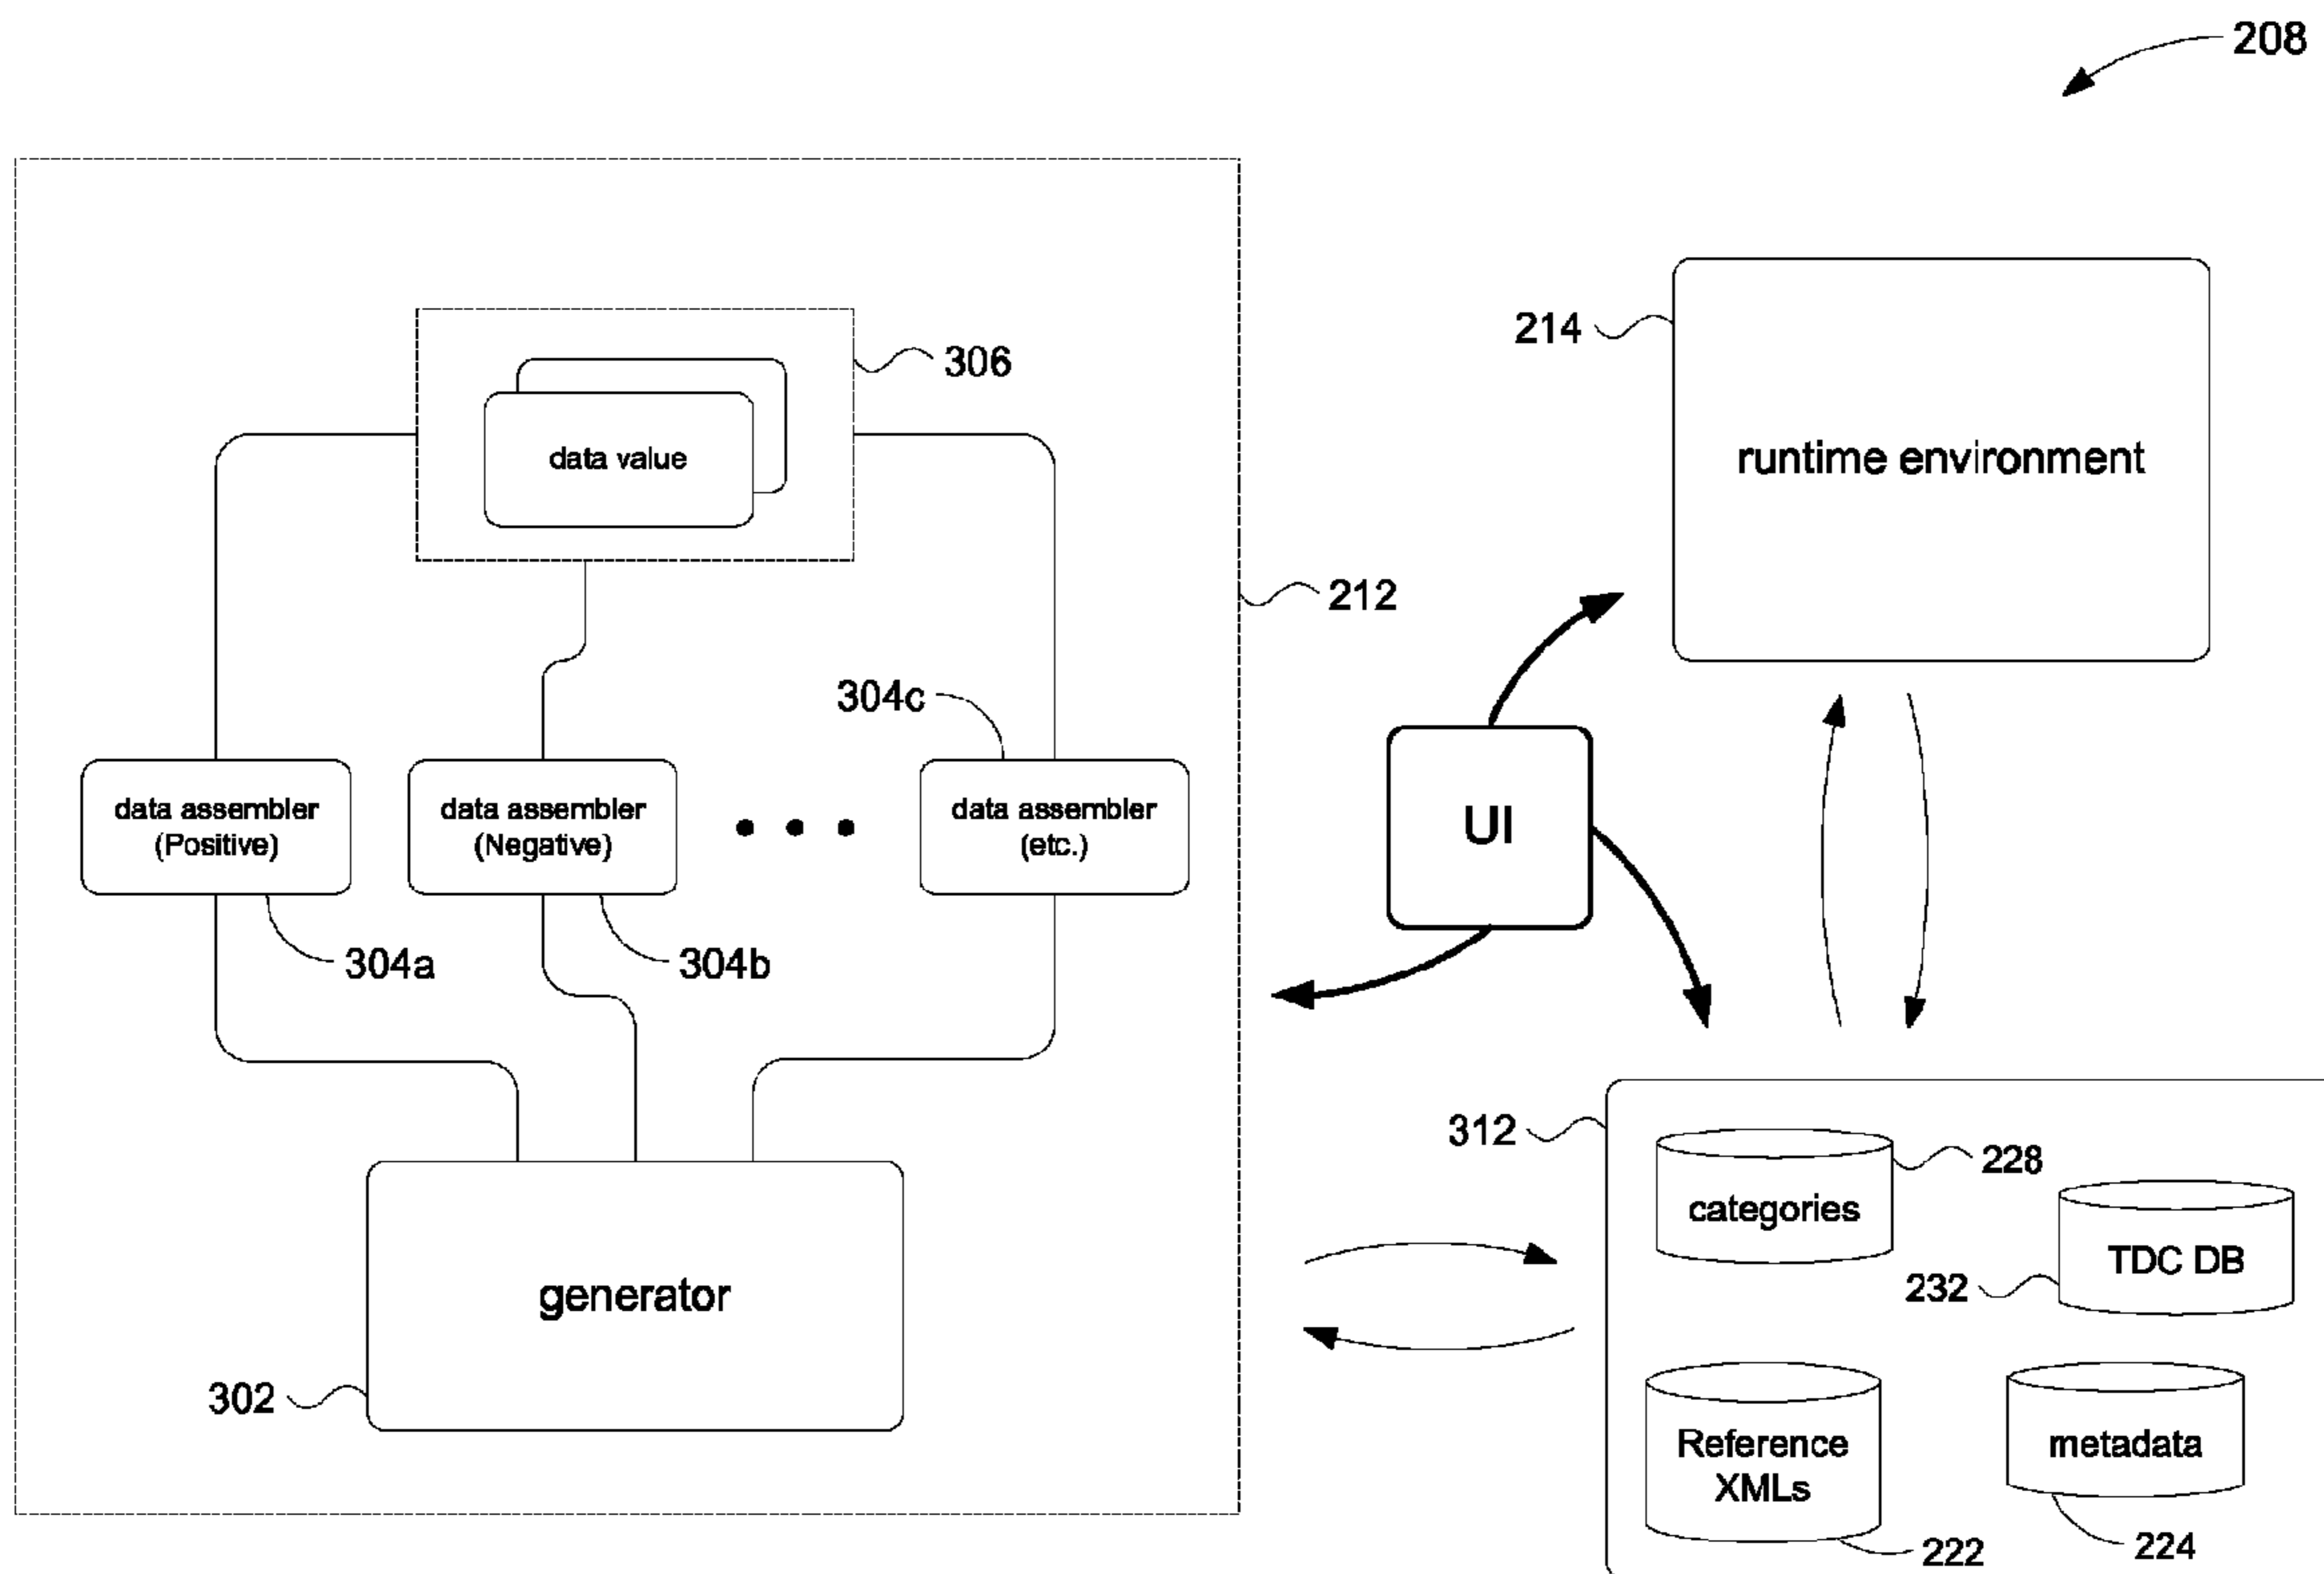 208
306
data value
214
runtime environment
212
304c
data assembler
(Positive)
data assembler
(Negative)
data assembler
(etc.)
UI
304a
304b
312
categories
228
TDC DB
232
generator
302
Reference
XMLs
metadata
222
224